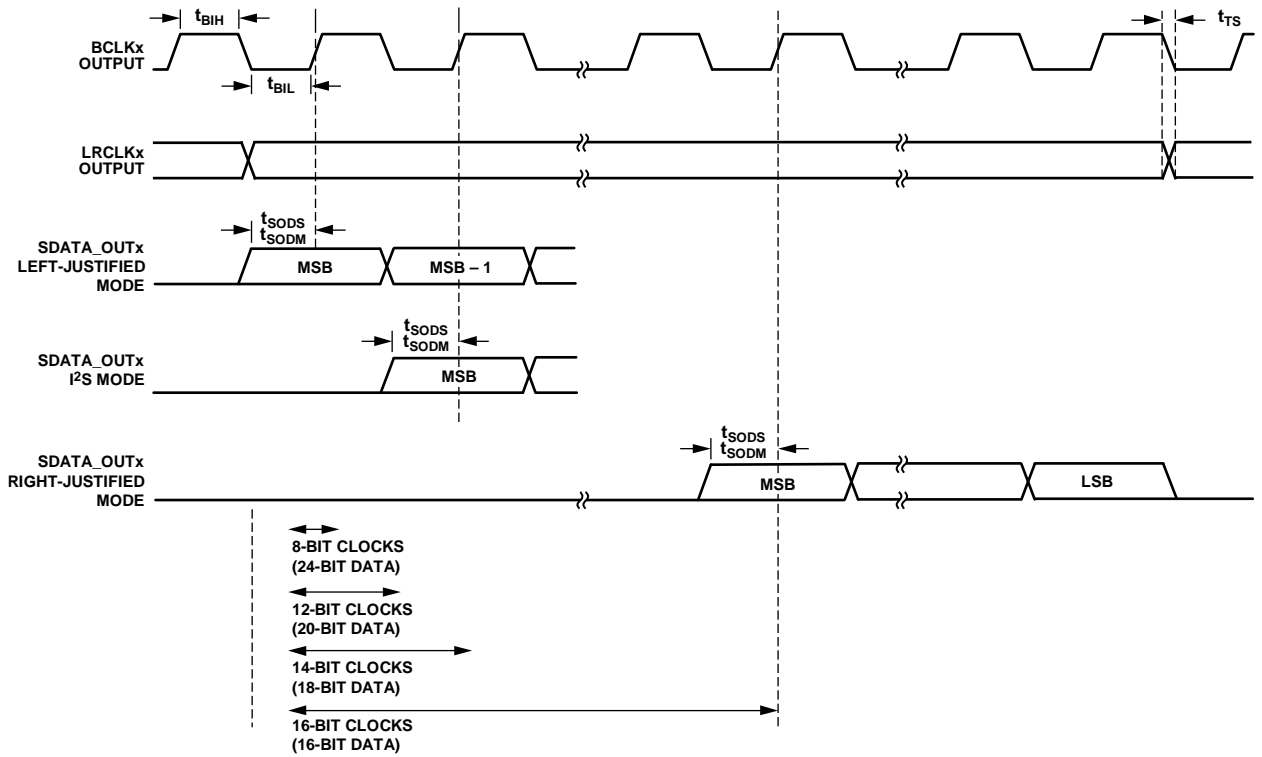 tBIH
tTS
BCLKx
OUTPUT
tBIL
LRCLKx
OUTPUT
tSODS
tSODM
SDATA_OUTx
LEFT-JUSTIFIED
MODE
MSB
MSB – 1
tSODS
tSODM
SDATA_OUTx
I2S MODE
MSB
tSODS
tSODM
SDATA_OUTx
RIGHT-JUSTIFIED
MODE
MSB
LSB
8-BIT CLOCKS
(24-BIT DATA)
12-BIT CLOCKS
(20-BIT DATA)
14-BIT CLOCKS
(18-BIT DATA)
16-BIT CLOCKS
(16-BIT DATA)